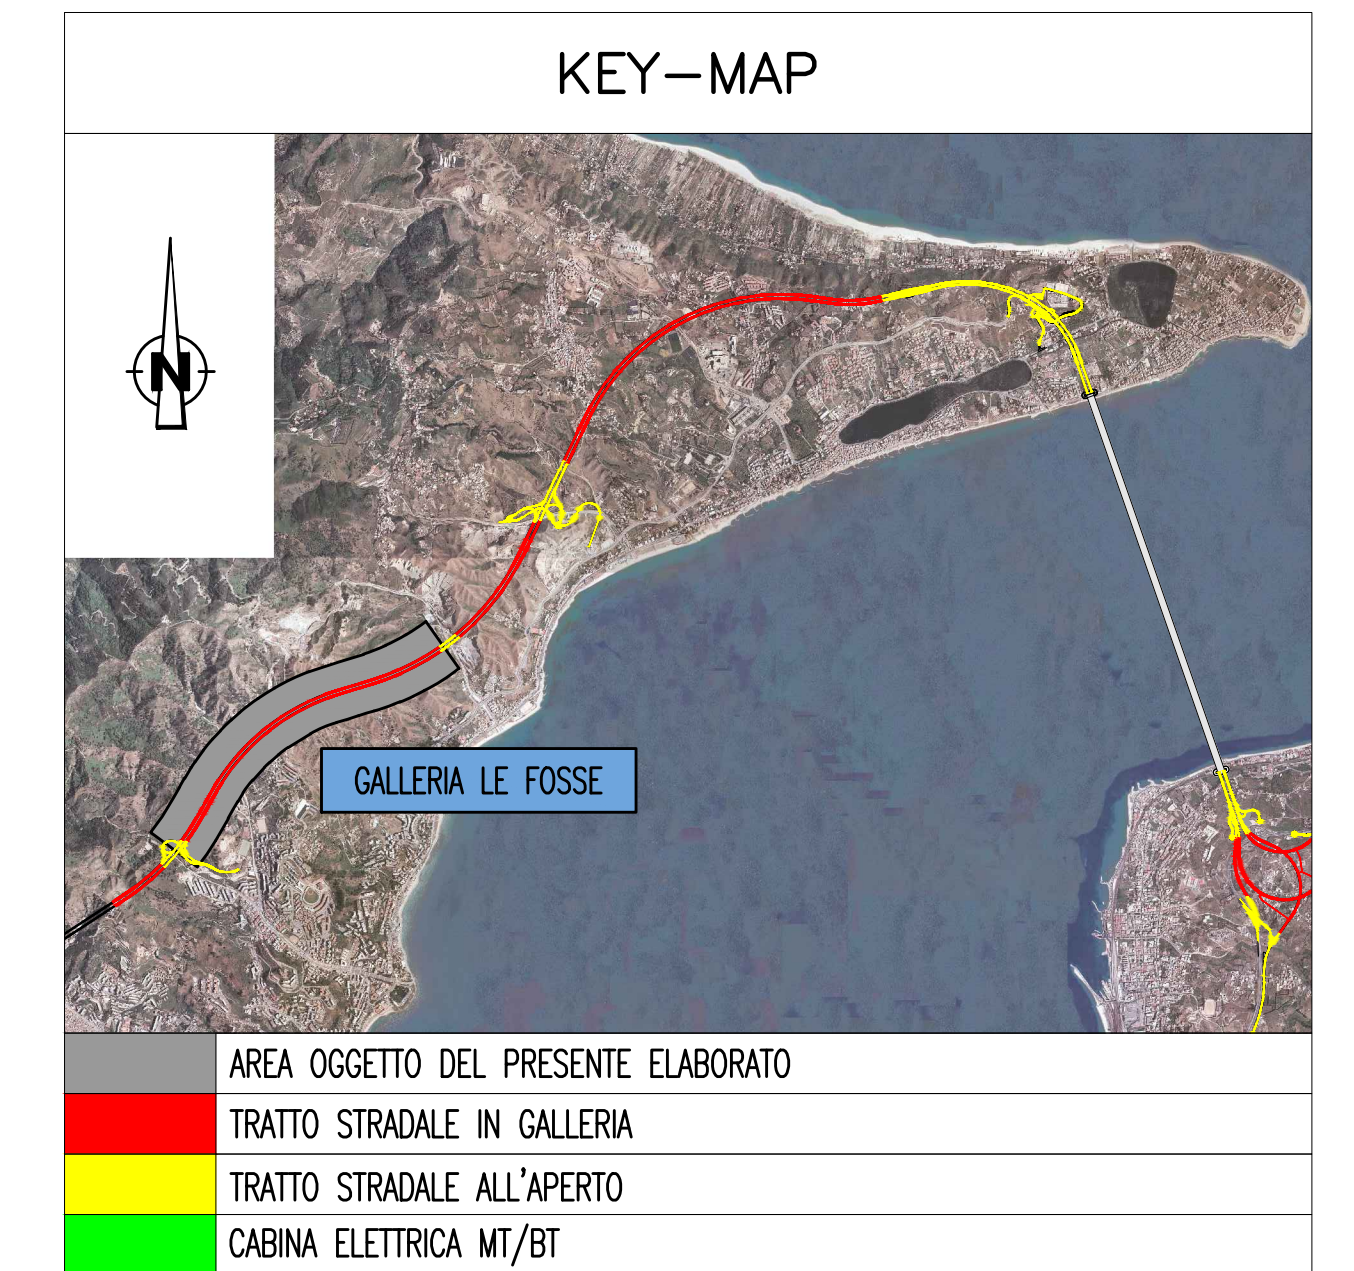 KEY-MAP
N
GALLERIA LE FOSSE
AREA OGGETTO DEL PRESENTE ELABORATO
TRATTO STRADALE IN GALLERIA
TRATTO STRADALE ALL'APERTO
CABINA ELETTRICA MT/BT